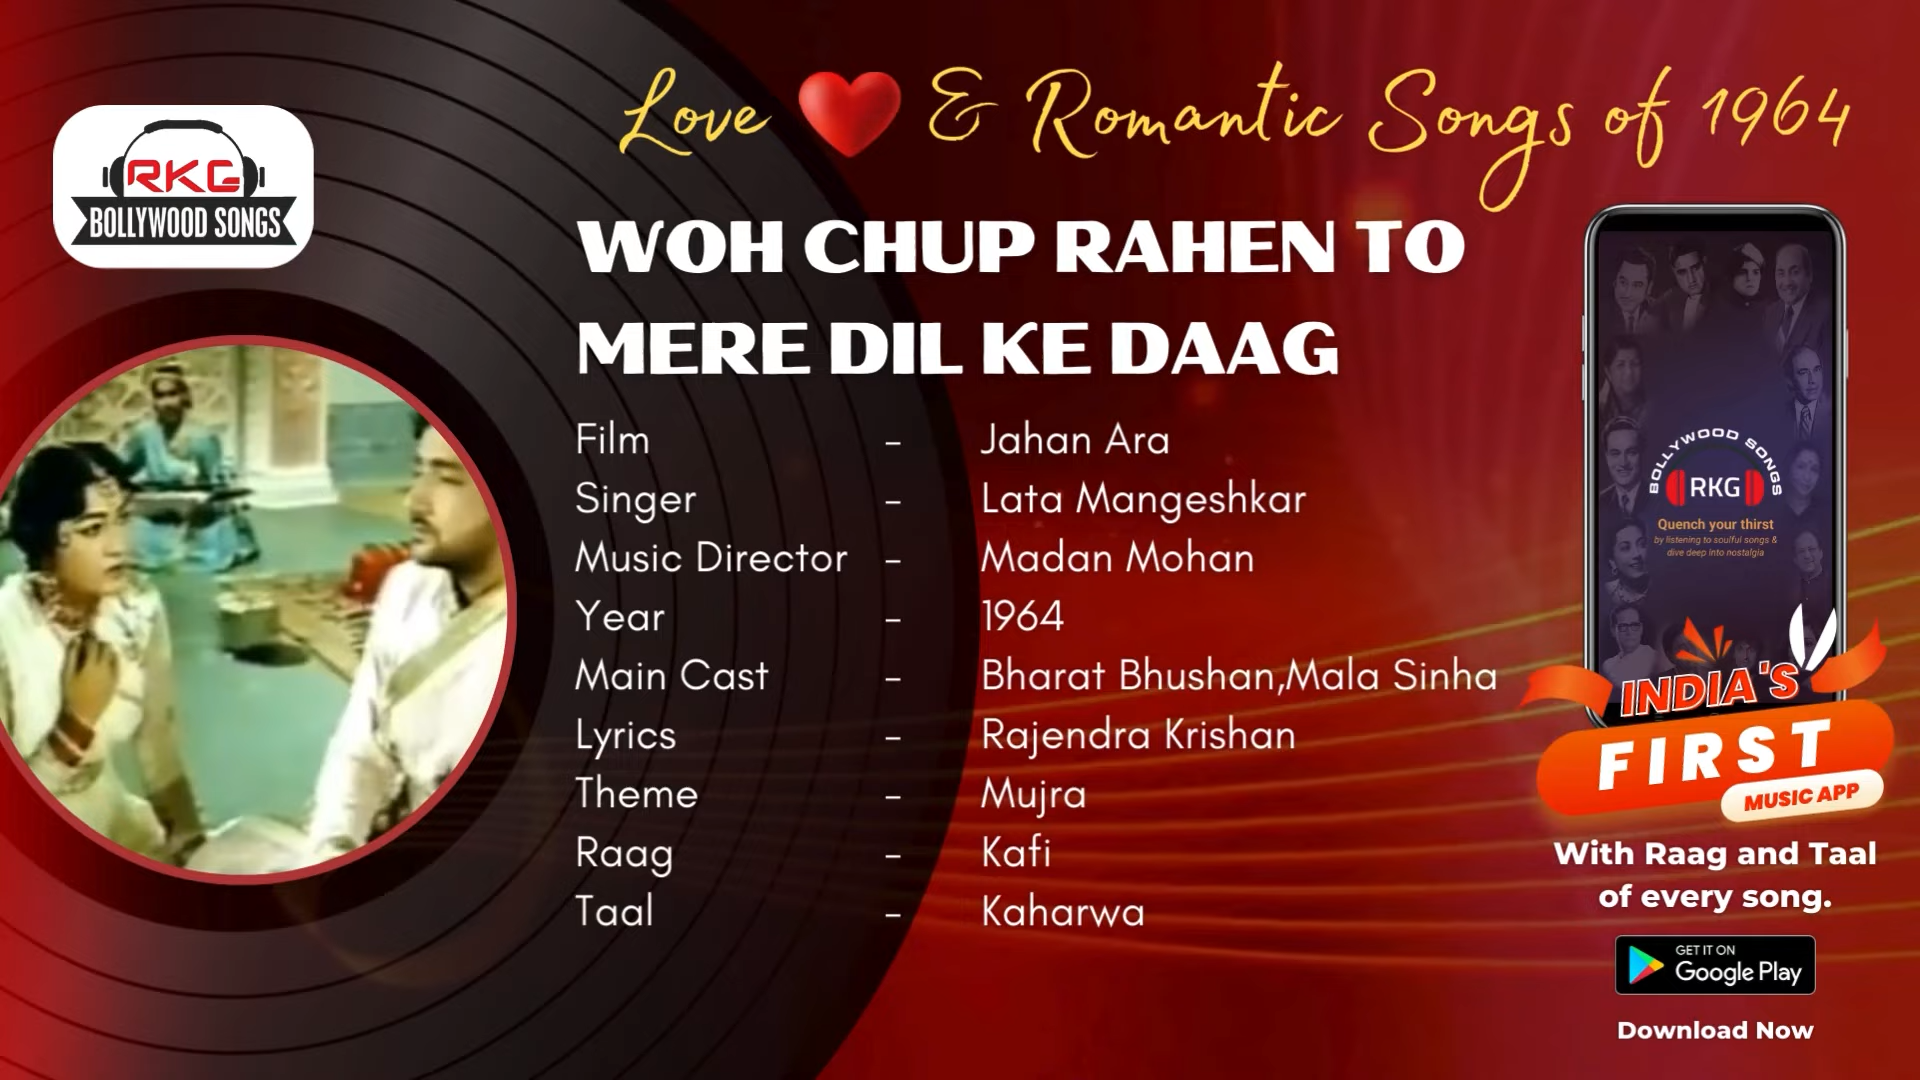 Love & Romantic Songs of 1964
RKG
BOLLYWOOD SONGS
WOH CHUP RAHEN TO
MERE DIL KE DAAG
Film - Jahan Ara
Singer - Lata Mangeshkar
Music Director - Madan Mohan
Year - 1964
Main Cast - Bharat Bhushan,Mala Sinha
Lyrics - Rajendra Krishan
Theme - Mujra
Raag - Kafi
Taal - Kaharwa
BOLLYWOOD SONGS
RKG
Quench your thirst
by listening to soulful songs &
dive deep into nostalgia
INDIA'S
FIRST
MUSIC APP
With Raag and Taal
of every song.
GET IT ON
Google Play
Download Now